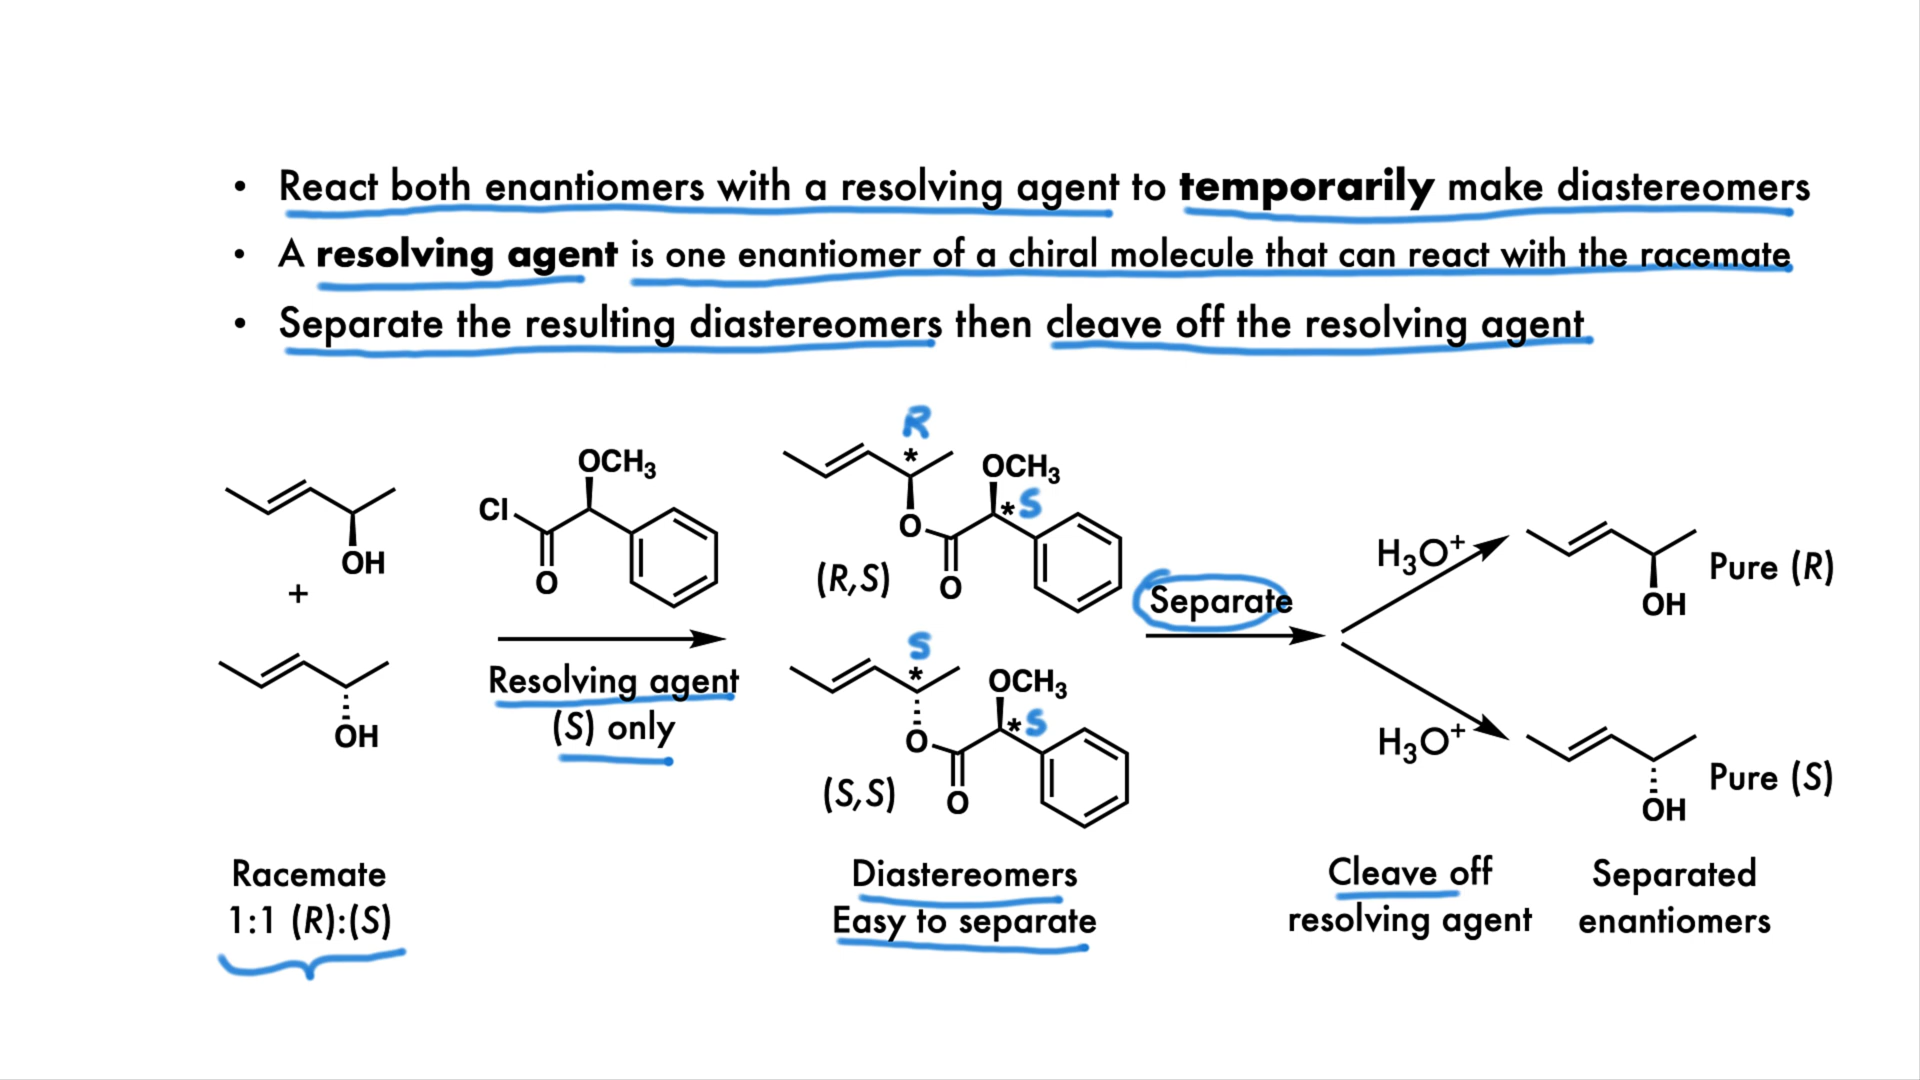 • React both enantiomers with a resolving agent to temporarily make diastereomers
• A resolving agent is one enantiomer of a chiral molecule that can react with the racemate
• Separate the resulting diastereomers then cleave off the resolving agent
OH
+
OH
Racemate
1:1 (R):(S)
OCH₃
Cl
O
Resolving agent
(S) only
R
*
OCH₃
* S
O
O
(R,S)
S
*
OCH₃
* S
O
O
(S,S)
Diastereomers
Easy to separate
Separate
H₃O⁺
H₃O⁺
Cleave off
resolving agent
OH
Pure (R)
OH
Pure (S)
Separated
enantiomers